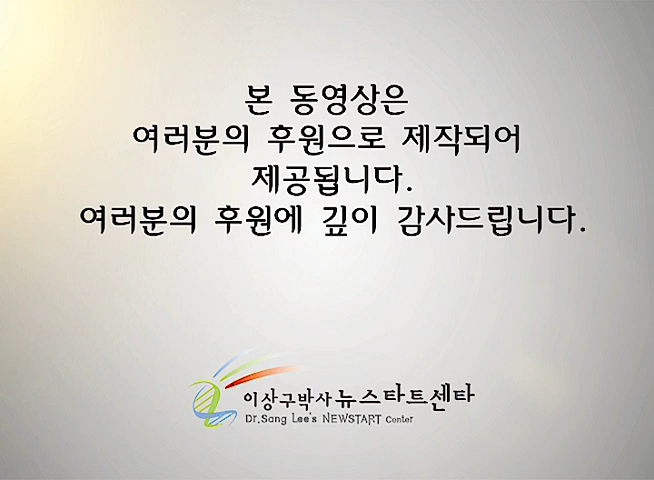 본 동영상은
여러분의 후원으로 제작되어
제공됩니다.
여러분의 후원에 깊이 감사드립니다.
이상구박사 뉴스타트센타
Dr.Sang Lee's NEWSTART Center